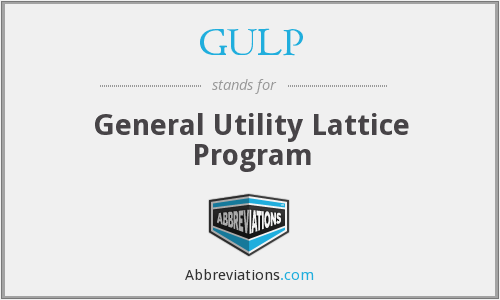 GULP
stands for
General Utility Lattice
Program
ABBREVIATIONS
Abbreviations.com